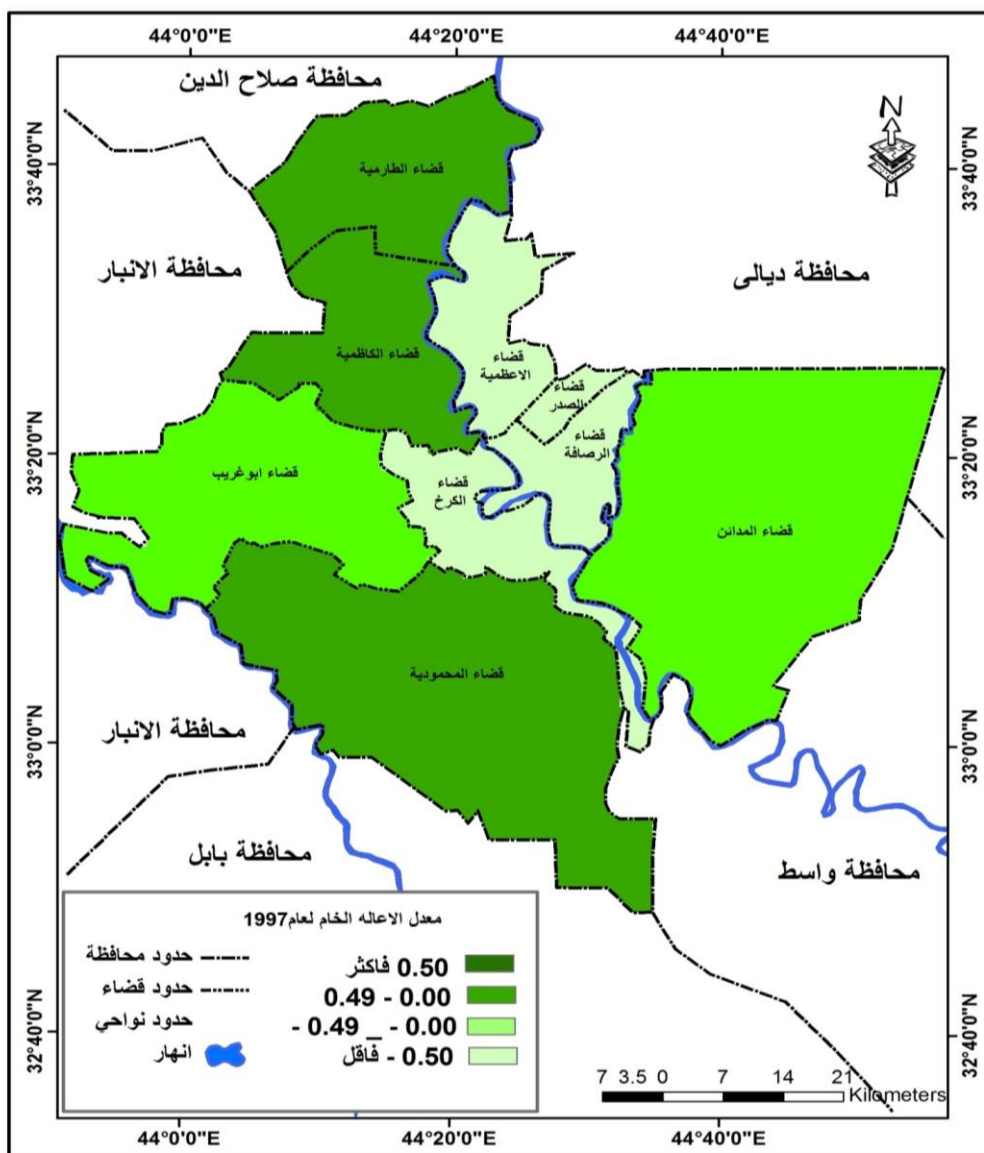 44°0'0"E 44°20'0"E 44°40'0"E
محافظة صلاح الدين
N
33°40'0"N
قضاء الطارمية
33°40'0"N
محافظة الانبار
محافظة ديالى
قضاء الكاظمية
قضاء
الاعظمية
قضاء
الصدر
قضاء
الرصافة
33°20'0"N
33°20'0"N
قضاء ابوغريب
قضاء
الكرخ
قضاء المدائن
قضاء المحمودية
33°0'0"N
33°0'0"N
محافظة الانبار
محافظة بابل
محافظة واسط
معدل الاعاله الخام لعام1997
0.50 فاكثر
0.49 - 0.00
- 0.49 - 0.00
- 0.50 فاقل
حدود محافظة
حدود قضاء
حدود نواحي
انهار
32°40'0"N
32°40'0"N
7 3.5 0 7 14 21
Kilometers
44°0'0"E 44°20'0"E 44°40'0"E